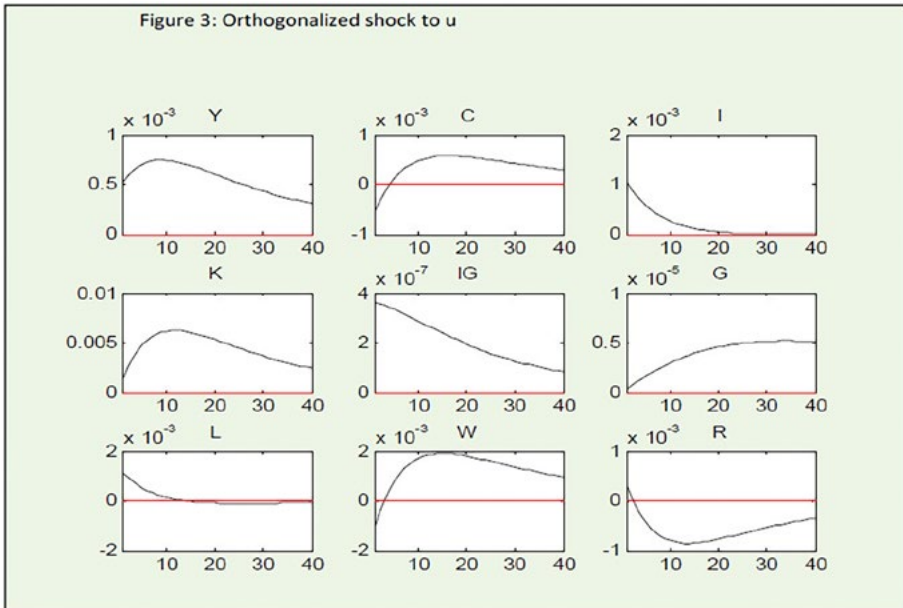 Figure 3: Orthogonalized shock to u
x 10^-3 Y x 10^-3 C x 10^-3 I
1 1 2
0.5 0 1
0 -1 0
10 20 30 40 10 20 30 40 10 20 30 40
K x 10^-7 IG x 10^-5 G
0.01 4 1
0.005 2 0.5
0 0 0
10 20 30 40 10 20 30 40 10 20 30 40
x 10^-3 L x 10^-3 W x 10^-3 R
2 2 1
0 0 0
-2 -2 -1
10 20 30 40 10 20 30 40 10 20 30 40